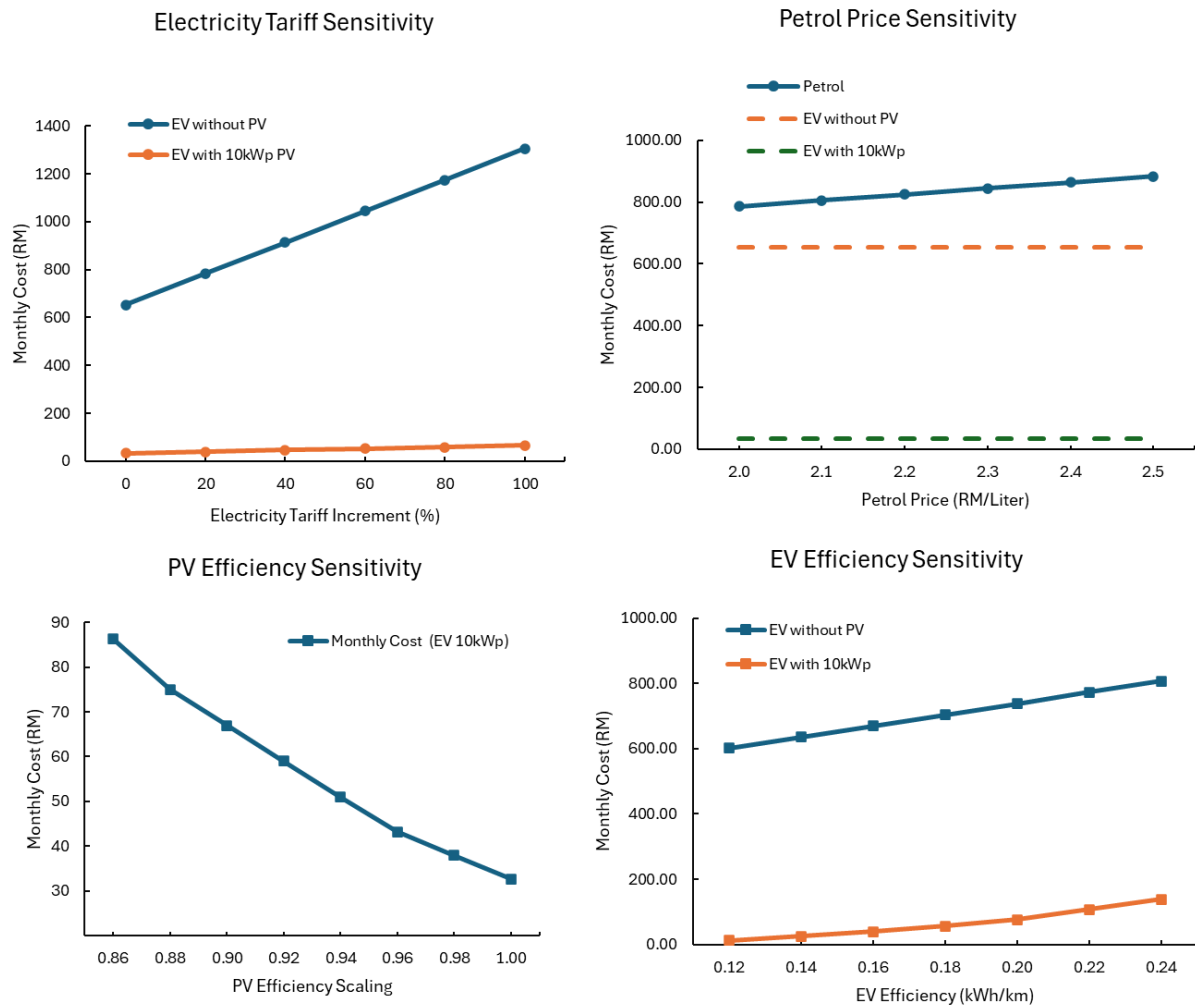 Electricity Tariff Sensitivity
EV without PV
EV with 10kWp PV
1400
1200
1000
800
600
400
200
0
Monthly Cost (RM)
0 20 40 60 80 100
Electricity Tariff Increment (%)
Petrol Price Sensitivity
Petrol
EV without PV
EV with 10kWp
1000.00
800.00
600.00
400.00
200.00
0.00
Monthly Cost (RM)
2.0 2.1 2.2 2.3 2.4 2.5
Petrol Price (RM/Liter)
PV Efficiency Sensitivity
Monthly Cost (EV 10kWp)
90
80
70
60
50
40
30
Monthly Cost (RM)
0.86 0.88 0.90 0.92 0.94 0.96 0.98 1.00
PV Efficiency Scaling
EV Efficiency Sensitivity
EV without PV
EV with 10kWp
1000.00
800.00
600.00
400.00
200.00
0.00
Monthly Cost (RM)
0.12 0.14 0.16 0.18 0.20 0.22 0.24
EV Efficiency (kWh/km)